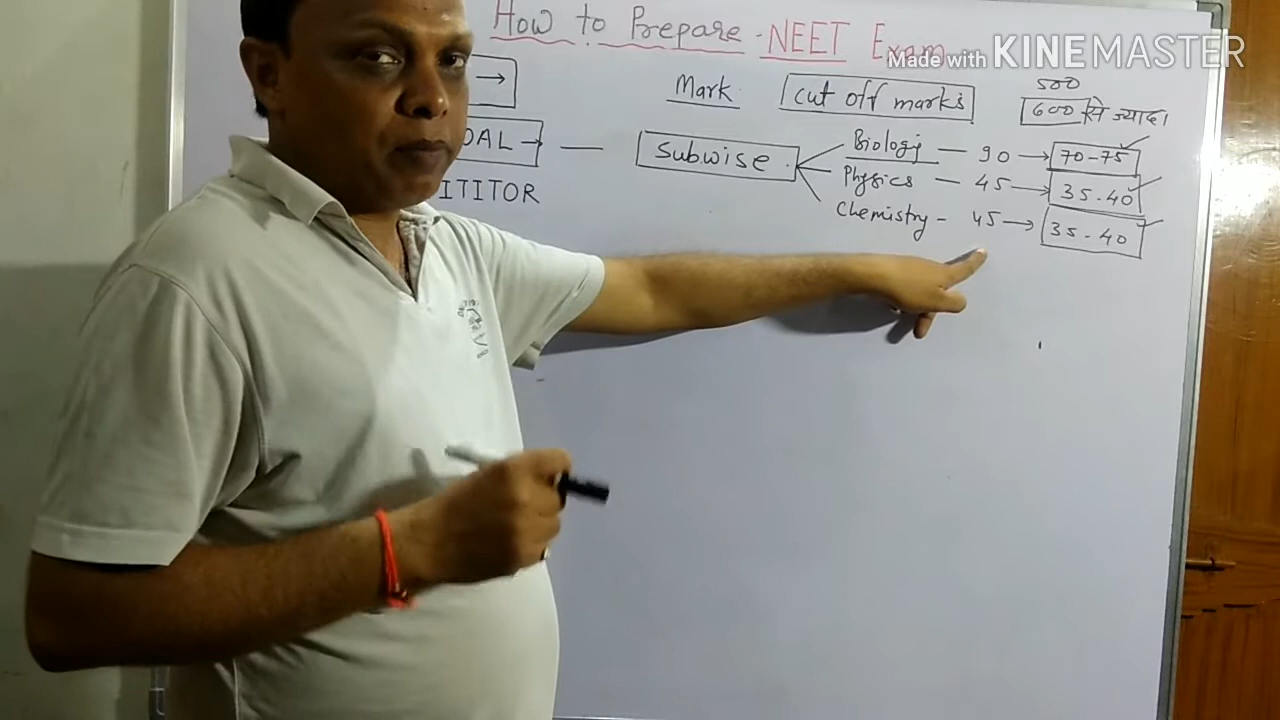 How to Prepare - NEET Exam
Made with KINEMASTER
→
Mark cut off marks
500
600 से ज्यादा
OAL →
Subwise
Biology — 90 → 70-75
Physics — 45 → 35-40
Chemistry - 45 → 35-40
ITITOR